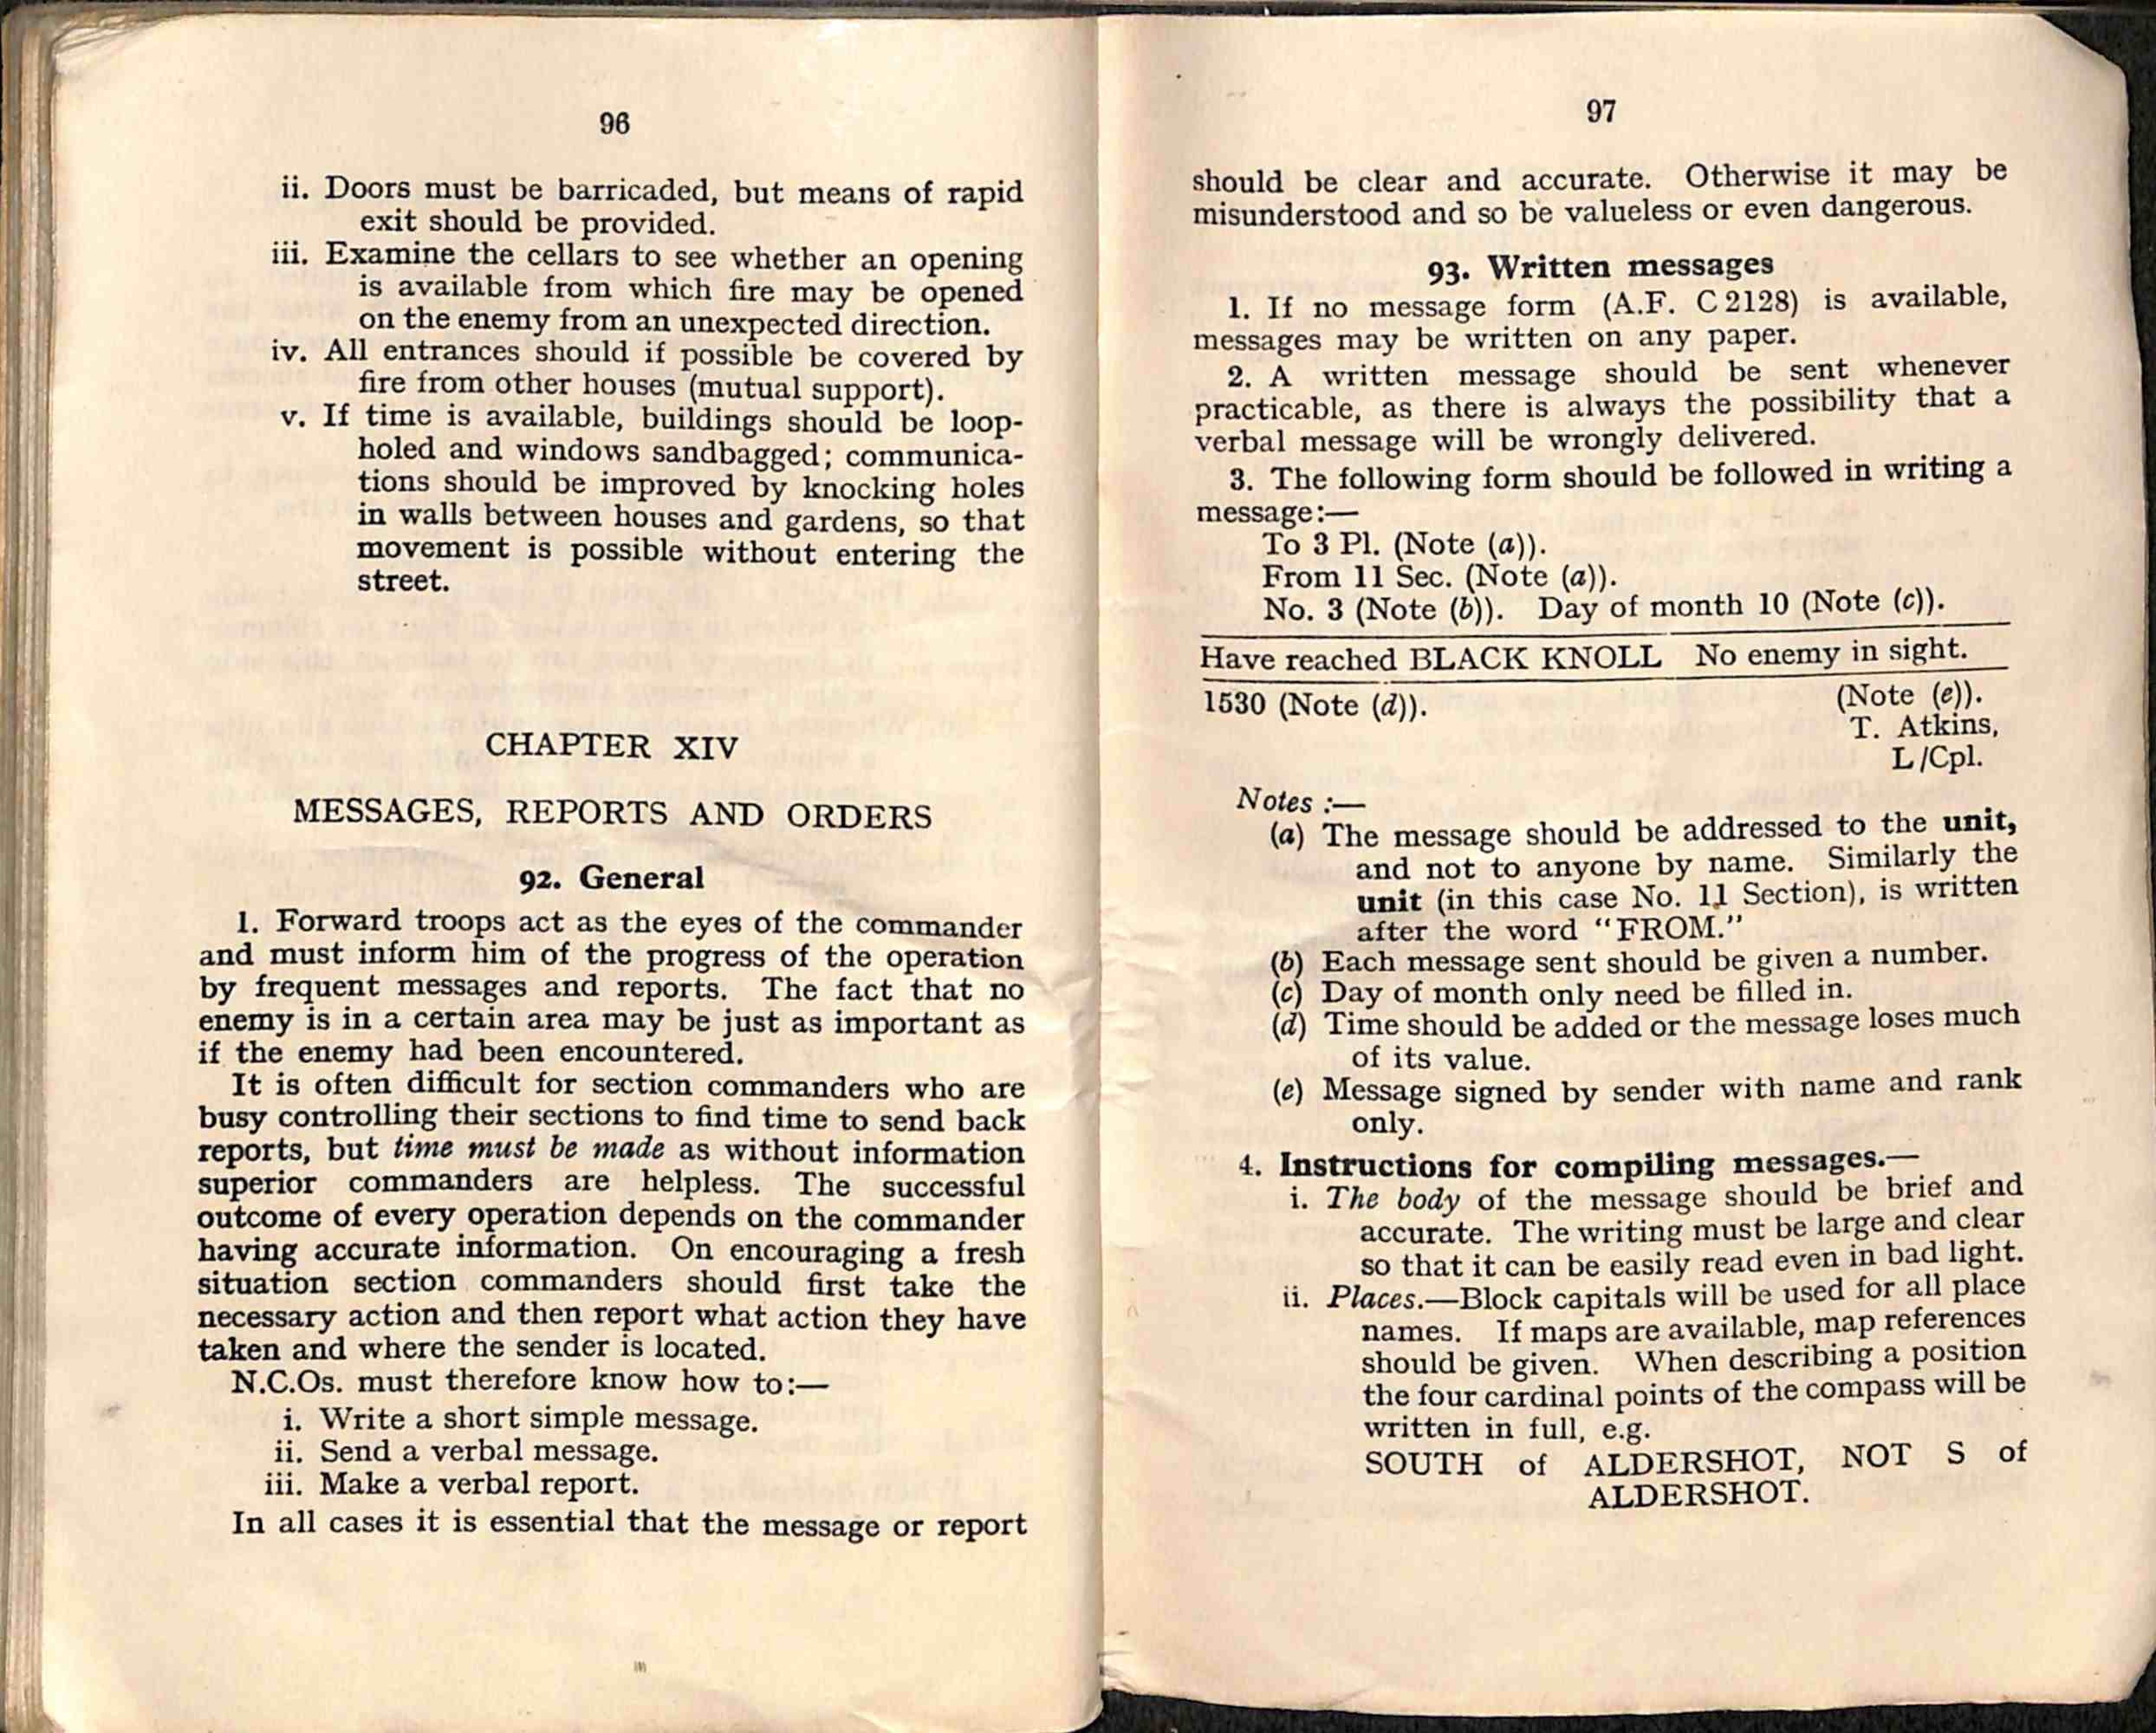 96
ii. Doors must be barricaded, but means of rapid
exit should be provided.
iii. Examine the cellars to see whether an opening
is available from which fire may be opened
on the enemy from an unexpected direction.
iv. All entrances should if possible be covered by
fire from other houses (mutual support).
v. If time is available, buildings should be loop-
holed and windows sandbagged; communica-
tions should be improved by knocking holes
in walls between houses and gardens, so that
movement is possible without entering the
street.
CHAPTER XIV
MESSAGES, REPORTS AND ORDERS
92. General
1. Forward troops act as the eyes of the commander
and must inform him of the progress of the operation
by frequent messages and reports. The fact that no
enemy is in a certain area may be just as important as
if the enemy had been encountered.
It is often difficult for section commanders who are
busy controlling their sections to find time to send back
reports, but time must be made as without information
superior commanders are helpless. The successful
outcome of every operation depends on the commander
having accurate information. On encouraging a fresh
situation section commanders should first take the
necessary action and then report what action they have
taken and where the sender is located.
N.C.Os. must therefore know how to:—
i. Write a short simple message.
ii. Send a verbal message.
iii. Make a verbal report.
In all cases it is essential that the message or report
97
should be clear and accurate. Otherwise it may be
misunderstood and so be valueless or even dangerous.
93. Written messages
1. If no message form (A.F. C 2128) is available,
messages may be written on any paper.
2. A written message should be sent whenever
practicable, as there is always the possibility that a
verbal message will be wrongly delivered.
3. The following form should be followed in writing a
message:—
To 3 Pl. (Note (a)).
From 11 Sec. (Note (a)).
No. 3 (Note (b)). Day of month 10 (Note (c)).
Have reached BLACK KNOLL No enemy in sight.
1530 (Note (d)). (Note (e)).
T. Atkins,
L/Cpl.
Notes :—
(a) The message should be addressed to the unit,
and not to anyone by name. Similarly the
unit (in this case No. 11 Section), is written
after the word "FROM."
(b) Each message sent should be given a number.
(c) Day of month only need be filled in.
(d) Time should be added or the message loses much
of its value.
(e) Message signed by sender with name and rank
only.
4. Instructions for compiling messages.—
i. The body of the message should be brief and
accurate. The writing must be large and clear
so that it can be easily read even in bad light.
ii. Places.—Block capitals will be used for all place
names. If maps are available, map references
should be given. When describing a position
the four cardinal points of the compass will be
written in full, e.g.
SOUTH of ALDERSHOT, NOT S of
ALDERSHOT.